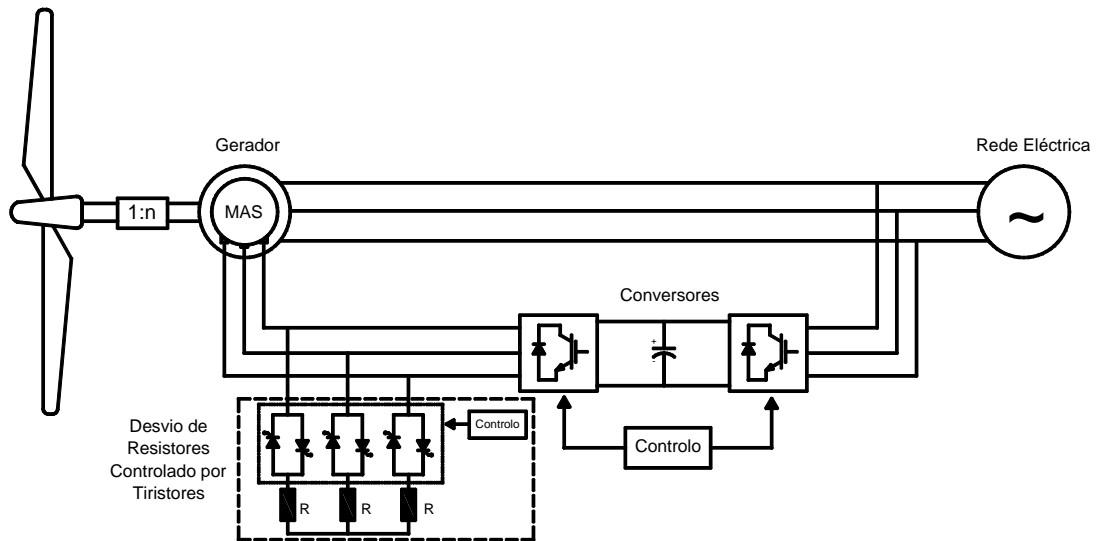 Gerador
Rede Eléctrica
1:n
MAS
~
Conversores
+
-
Desvio de
Resistores
Controlado por
Tiristores
Controlo
Controlo
R
R
R